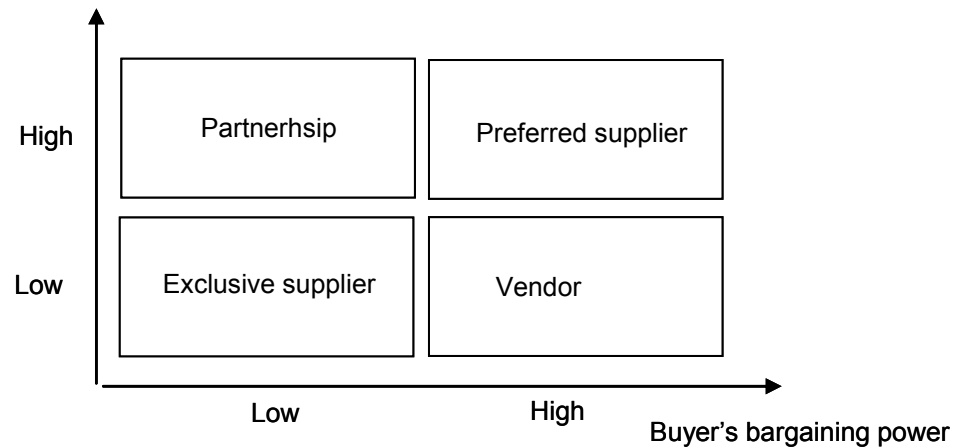 High
Partnerhsip
Preferred supplier
Low
Exclusive supplier
Vendor
Low
High
Buyer's bargaining power